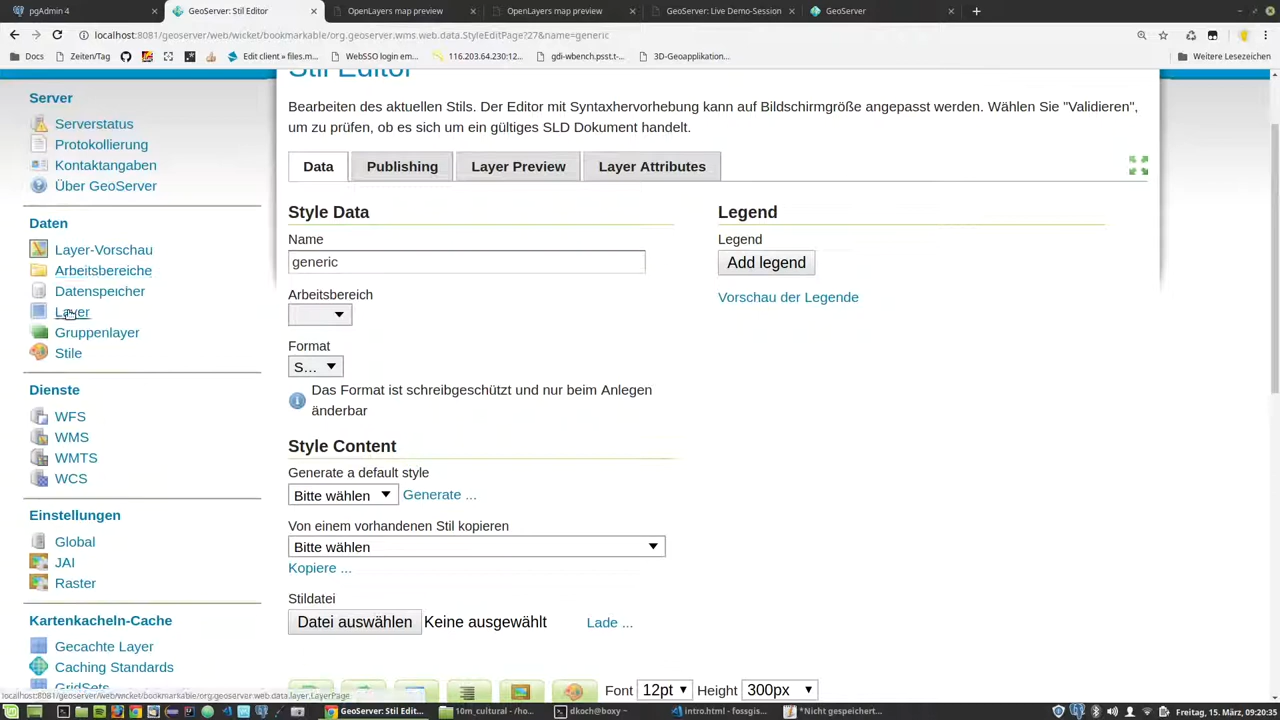 pgAdmin 4
GeoServer: Stil Editor
OpenLayers map preview
OpenLayers map preview
GeoServer: Live Demo-Session
GeoServer
localhost:8081/geoserver/web/wicket/bookmarkable/org.geoserver.wms.web.data.StyleEditPage?27&name=generic
Docs
Zeiten/Tag
Edit client » files.m...
WebSSO login em...
116.203.64.230:12...
gdi-wbench.psst.t-...
3D-Geoapplikation...
Weitere Lesezeichen
Stil Editor
Bearbeiten des aktuellen Stils. Der Editor mit Syntaxhervorhebung kann auf Bildschirmgröße angepasst werden. Wählen Sie "Validieren",
um zu prüfen, ob es sich um ein gültiges SLD Dokument handelt.
Server
Serverstatus
Protokollierung
Kontaktangaben
Über GeoServer
Daten
Layer-Vorschau
Arbeitsbereiche
Datenspeicher
Layer
Gruppenlayer
Stile
Dienste
WFS
WMS
WMTS
WCS
Einstellungen
Global
JAI
Raster
Kartenkacheln-Cache
Gecachte Layer
Caching Standards
GridSets
Data
Publishing
Layer Preview
Layer Attributes
Style Data
Name
generic
Arbeitsbereich
Format
S...
Das Format ist schreibgeschützt und nur beim Anlegen
änderbar
Style Content
Generate a default style
Bitte wählen
Generate ...
Von einem vorhandenen Stil kopieren
Bitte wählen
Kopiere ...
Stildatei
Datei auswählen
Keine ausgewählt
Lade ...
Font
12pt
Height
300px
Legend
Legend
Add legend
Vorschau der Legende
localhost:8081/geoserver/web/wicket/bookmarkable/org.geoserver.web.data.layer.LayerPage
GeoServer: Stil Edit...
10m_cultural - /ho...
dkoch@boxy ~
intro.html - fossgis...
*Nicht gespeichert...
Freitag, 15. März, 09:20:35